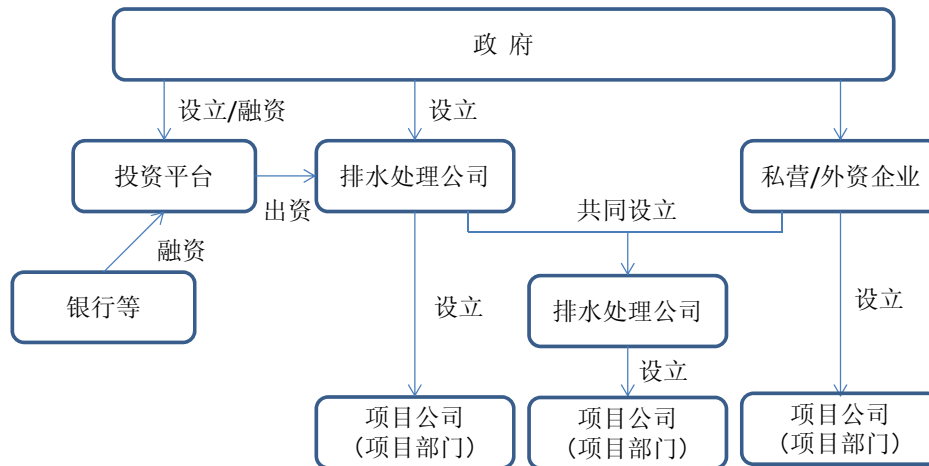 政 府
设立/融资
设立
投资平台
排水处理公司
私营/外资企业
出资
共同设立
融资
银行等
设立
排水处理公司
设立
设立
项目公司
（项目部门）
项目公司
（项目部门）
项目公司
（项目部门）